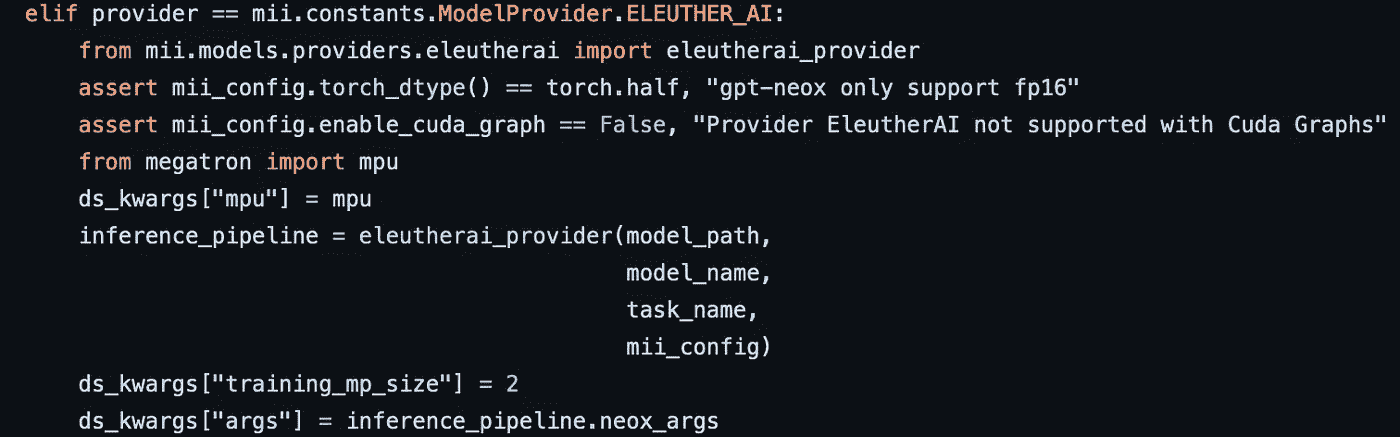 elif provider == mii.constants.ModelProvider.ELEUTHER_AI:
    from mii.models.providers.eleutherai import eleutherai_provider
    assert mii_config.torch_dtype() == torch.half, "gpt-neox only support fp16"
    assert mii_config.enable_cuda_graph == False, "Provider EleutherAI not supported with Cuda Graphs"
    from megatron import mpu
    ds_kwargs["mpu"] = mpu
    inference_pipeline = eleutherai_provider(model_path,
                                             model_name,
                                             task_name,
                                             mii_config)
    ds_kwargs["training_mp_size"] = 2
    ds_kwargs["args"] = inference_pipeline.neox_args